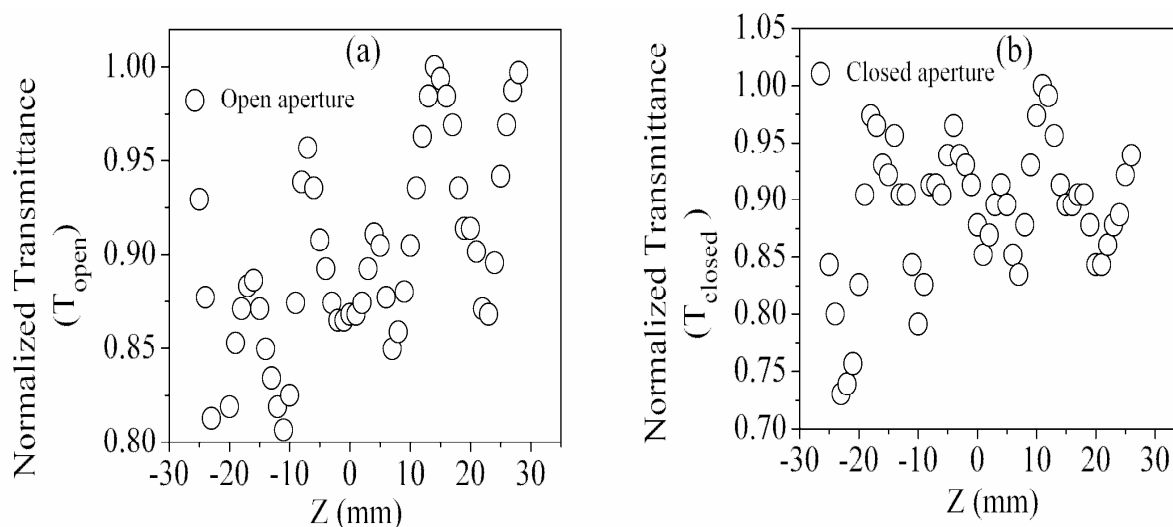 (a)
Open aperture
Normalized Transmittance
(T_open)
1.00
0.95
0.90
0.85
0.80
-30 -20 -10 0 10 20 30
Z (mm)
(b)
Closed aperture
Normalized Transmittance
(T_closed)
1.05
1.00
0.95
0.90
0.85
0.80
0.75
0.70
-30 -20 -10 0 10 20 30
Z (mm)